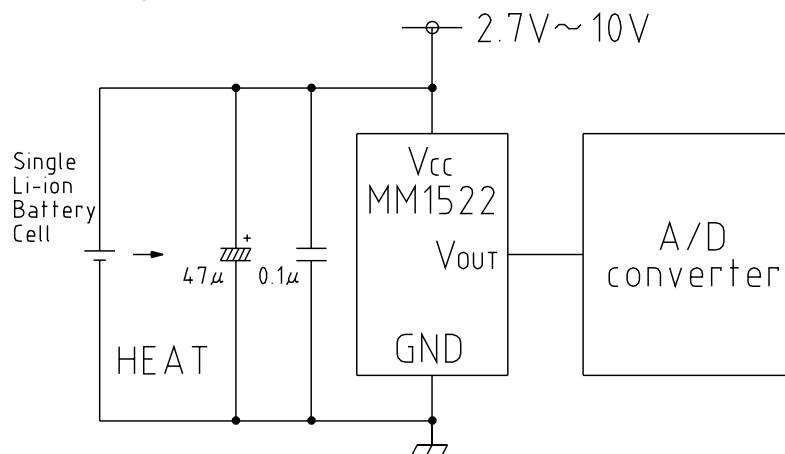 2.7V～10V
Single
Li-ion
Battery
Cell
+
47μ
0.1μ
HEAT
Vcc
MM1522
VOUT
GND
A/D
converter